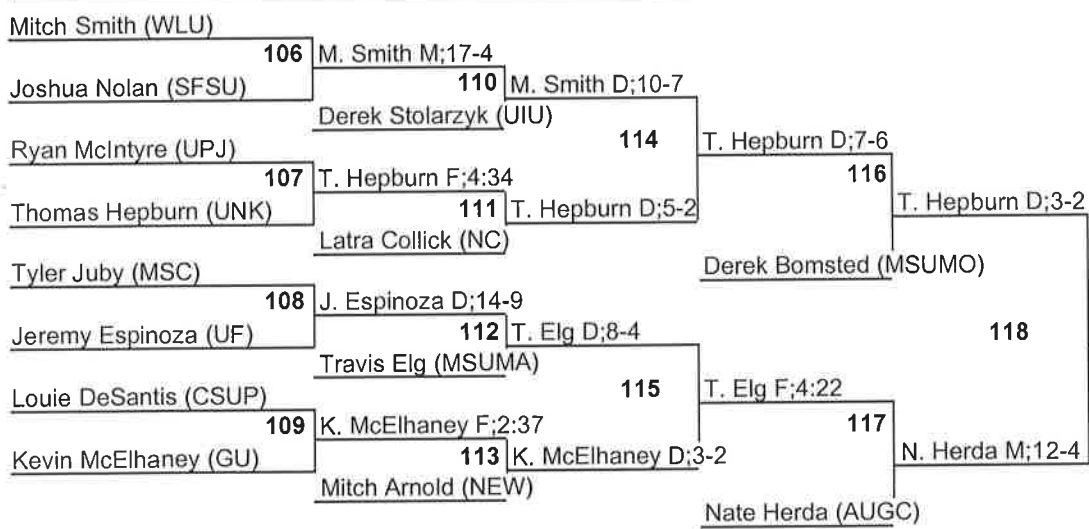 Mitch Smith (WLU)
106 M. Smith M;17-4
Joshua Nolan (SFSU)
110 M. Smith D;10-7
Derek Stolarzyk (UIU)
Ryan McIntyre (UPJ)
114 T. Hepburn D;7-6
107 T. Hepburn F;4:34
116
Thomas Hepburn (UNK)
111 T. Hepburn D;5-2
T. Hepburn D;3-2
Latra Collick (NC)
Tyler Juby (MSC)
Derek Bomsted (MSUMO)
108 J. Espinoza D;14-9
Jeremy Espinoza (UF)
112 T. Elg D;8-4
118
Travis Elg (MSUMA)
Louie DeSantis (CSUP)
115 T. Elg F;4:22
109 K. McElhaney F;2:37
117
Kevin McElhaney (GU)
113 K. McElhaney D;3-2
N. Herda M;12-4
Mitch Arnold (NEW)
Nate Herda (AUGC)